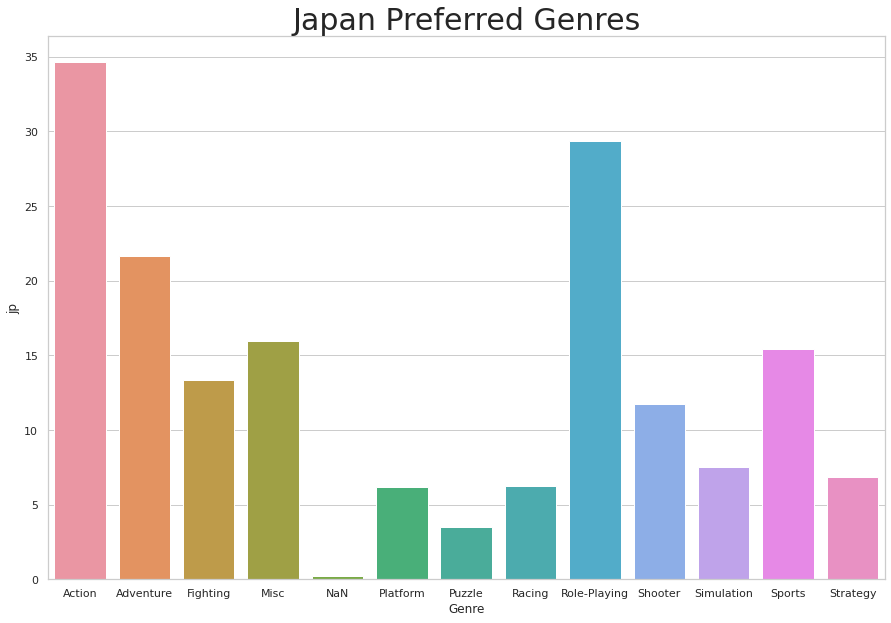 Japan Preferred Genres
35
30
25
20
15
10
5
0
jp
Action Adventure Fighting Misc NaN Platform Puzzle Racing Role-Playing Shooter Simulation Sports Strategy
Genre